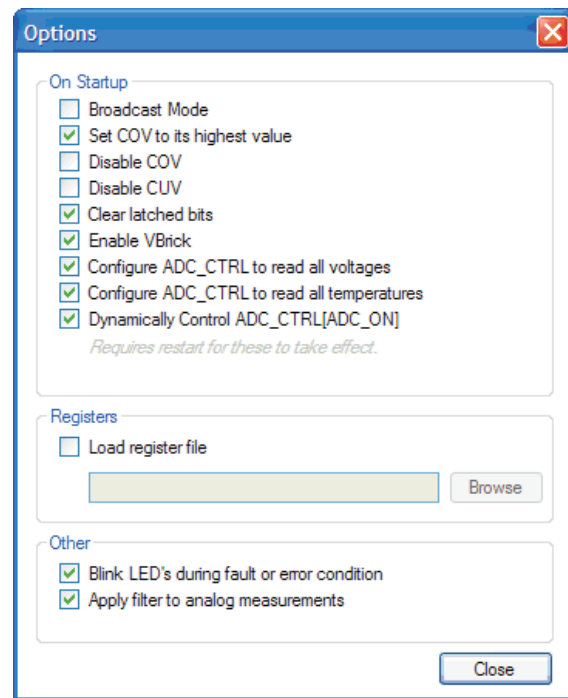 Options
On Startup
Broadcast Mode
Set COV to its highest value
Disable COV
Disable CUV
Clear latched bits
Enable VBrick
Configure ADC_CTRL to read all voltages
Configure ADC_CTRL to read all temperatures
Dynamically Control ADC_CTRL[ADC_ON]
Requires restart for these to take effect.
Registers
Load register file
Browse
Other
Blink LED's during fault or error condition
Apply filter to analog measurements
Close